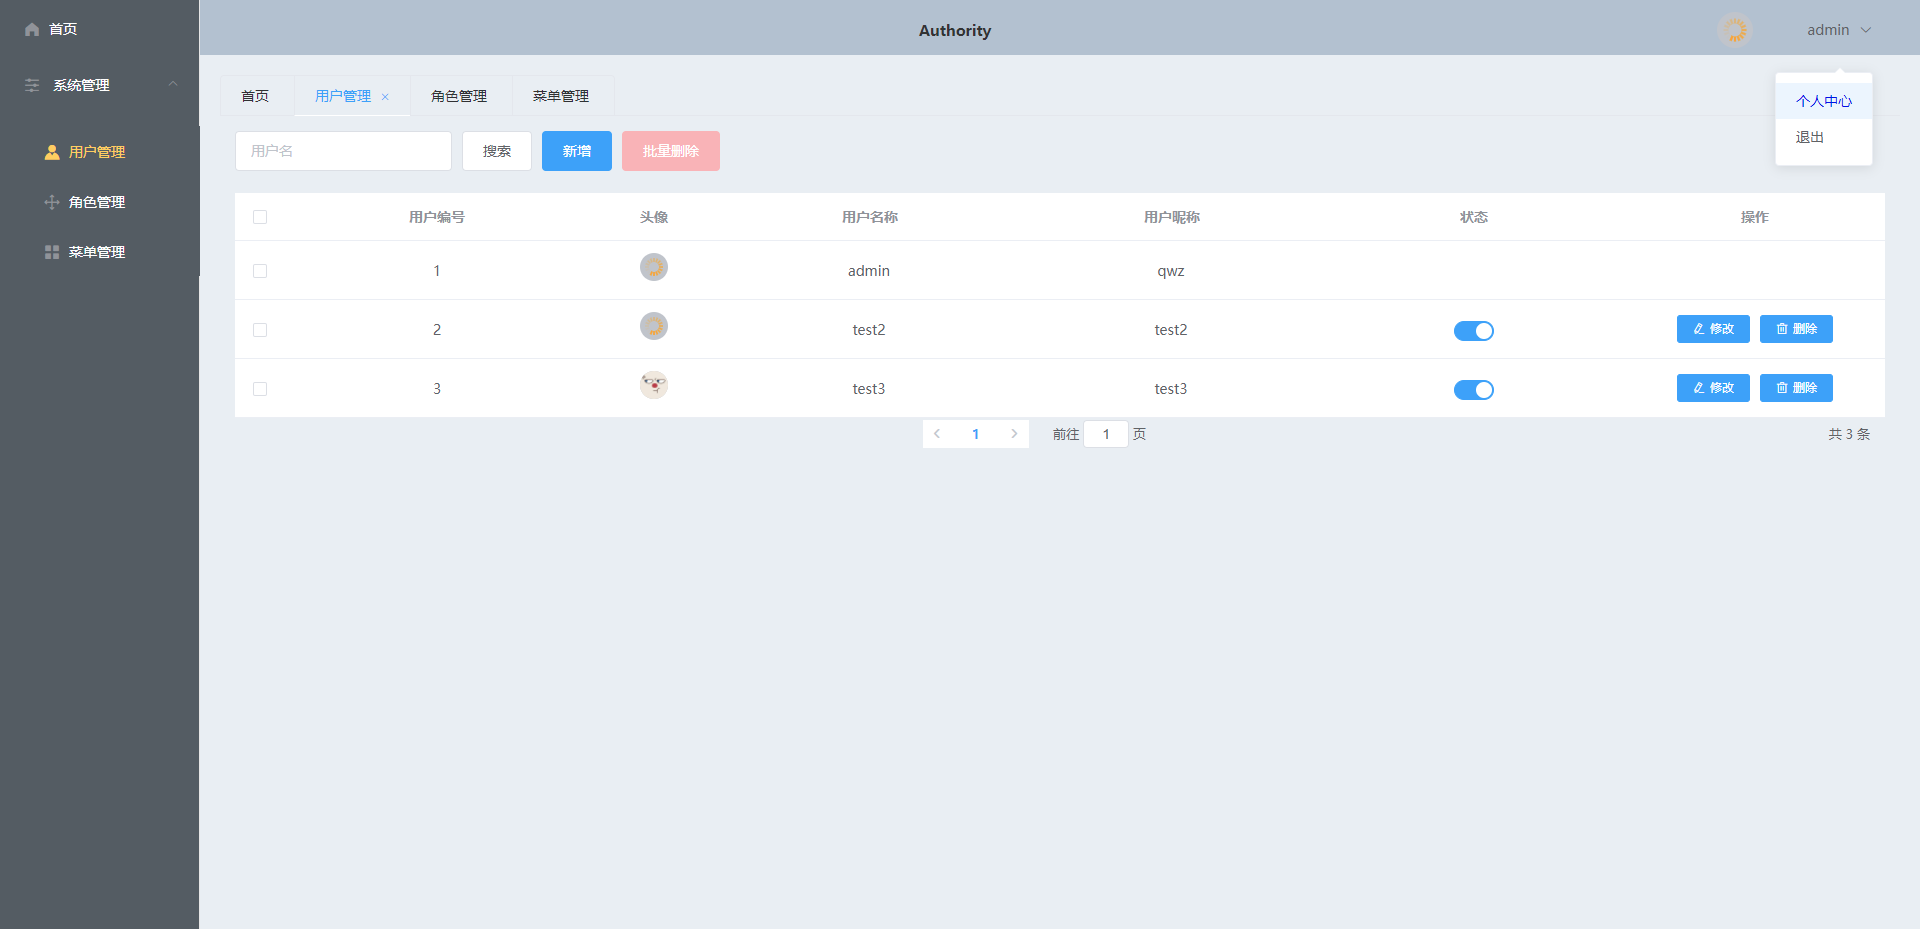 首页
系统管理
用户管理
角色管理
菜单管理
Authority
admin
个人中心
退出
首页 用户管理 × 角色管理 菜单管理
用户名 搜索 新增 批量删除
用户编号 头像 用户名称 用户昵称 状态 操作
1 admin qwz
2 test2 test2 修改 删除
3 test3 test3 修改 删除
1 前往 1 页 共 3 条